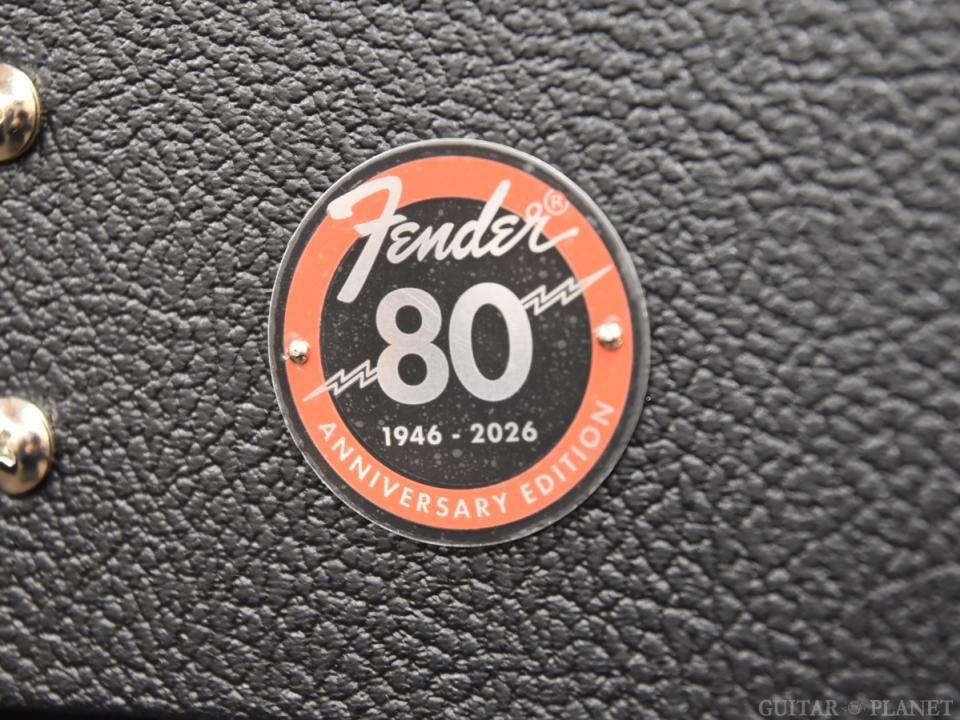 Fender®
80
1946 - 2026
ANNIVERSARY EDITION
GUITAR PLANET